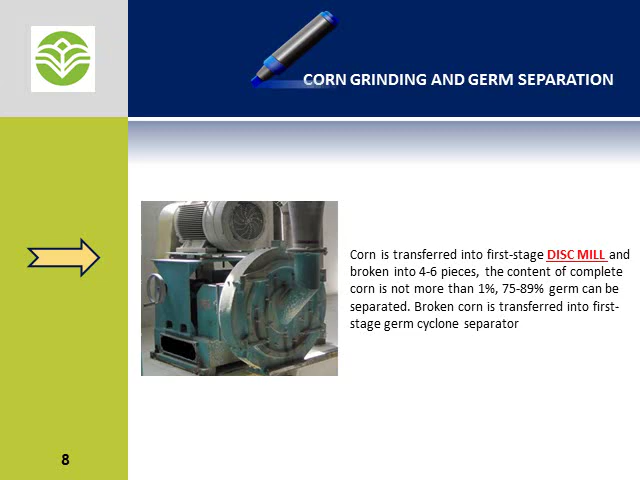 CORN GRINDING AND GERM SEPARATION
Corn is transferred into first-stage DISC MILL and
broken into 4-6 pieces, the content of complete
corn is not more than 1%, 75-89% germ can be
separated. Broken corn is transferred into first-
stage germ cyclone separator
8